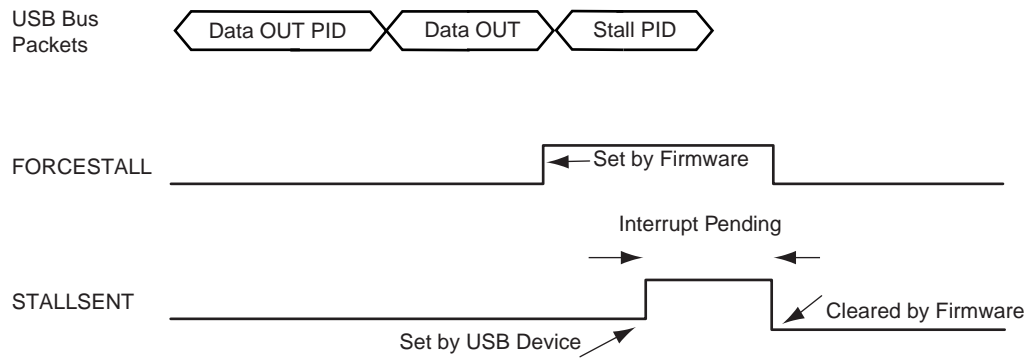 USB Bus
Packets
Data OUT PID
Data OUT
Stall PID
FORCESTALL
Set by Firmware
Interrupt Pending
STALLSENT
Cleared by Firmware
Set by USB Device